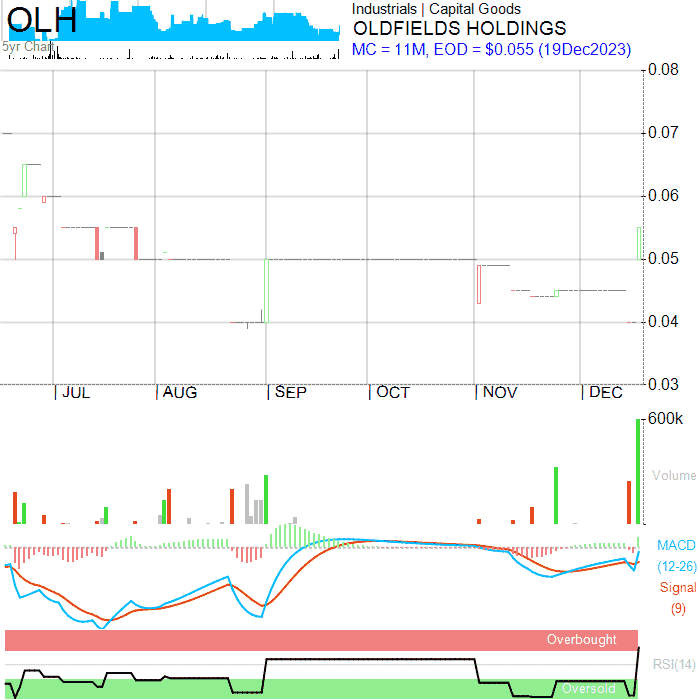 OLH
5yr Chart
Industrials | Capital Goods
OLDFIELDS HOLDINGS
MC = 11M, EOD = $0.055 (19Dec2023)
0.08
0.07
0.06
0.05
0.04
0.03
JUL AUG SEP OCT NOV DEC
600k
Volume
MACD
(12-26)
Signal
(9)
Overbought
RSI(14)
Oversold